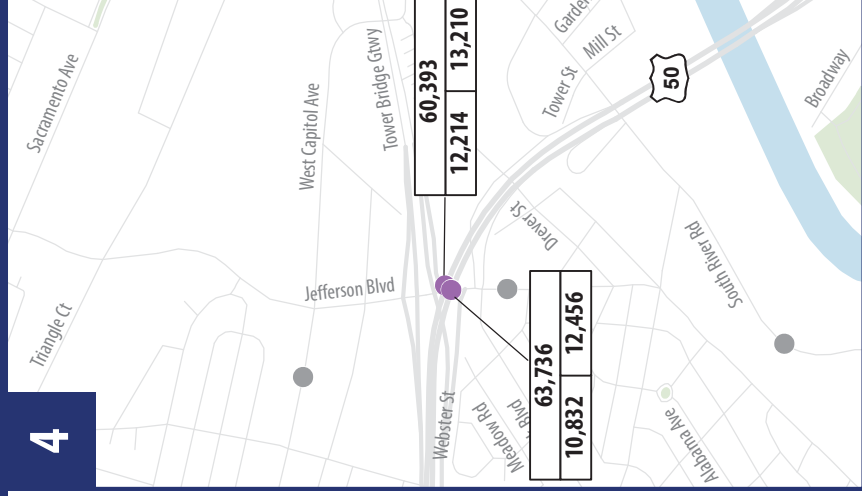 4
Sacramento Ave
West Capitol Ave
Tower Bridge Gtwy
60,393
12,214 13,210
Garde
Mill St
Tower St
50
Broadway
Triangle Ct
Jefferson Blvd
Drever St
South River Rd
63,736
10,832 12,456
Webster St
Meadow Rd
Blvd
Alabama Ave